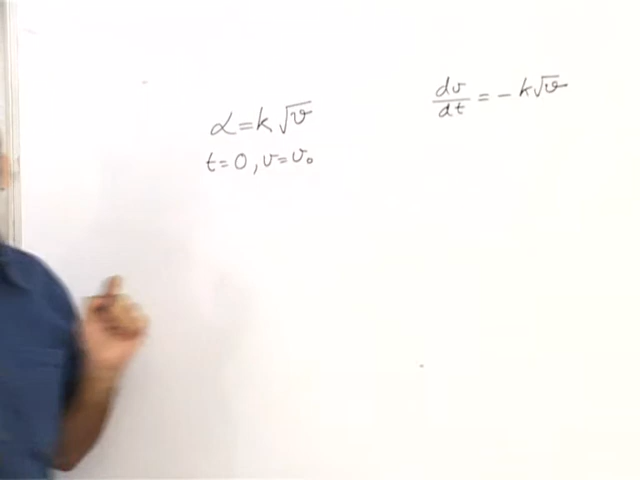 α = k √v
t = 0 , v = v₀
dv/dt = - k √v